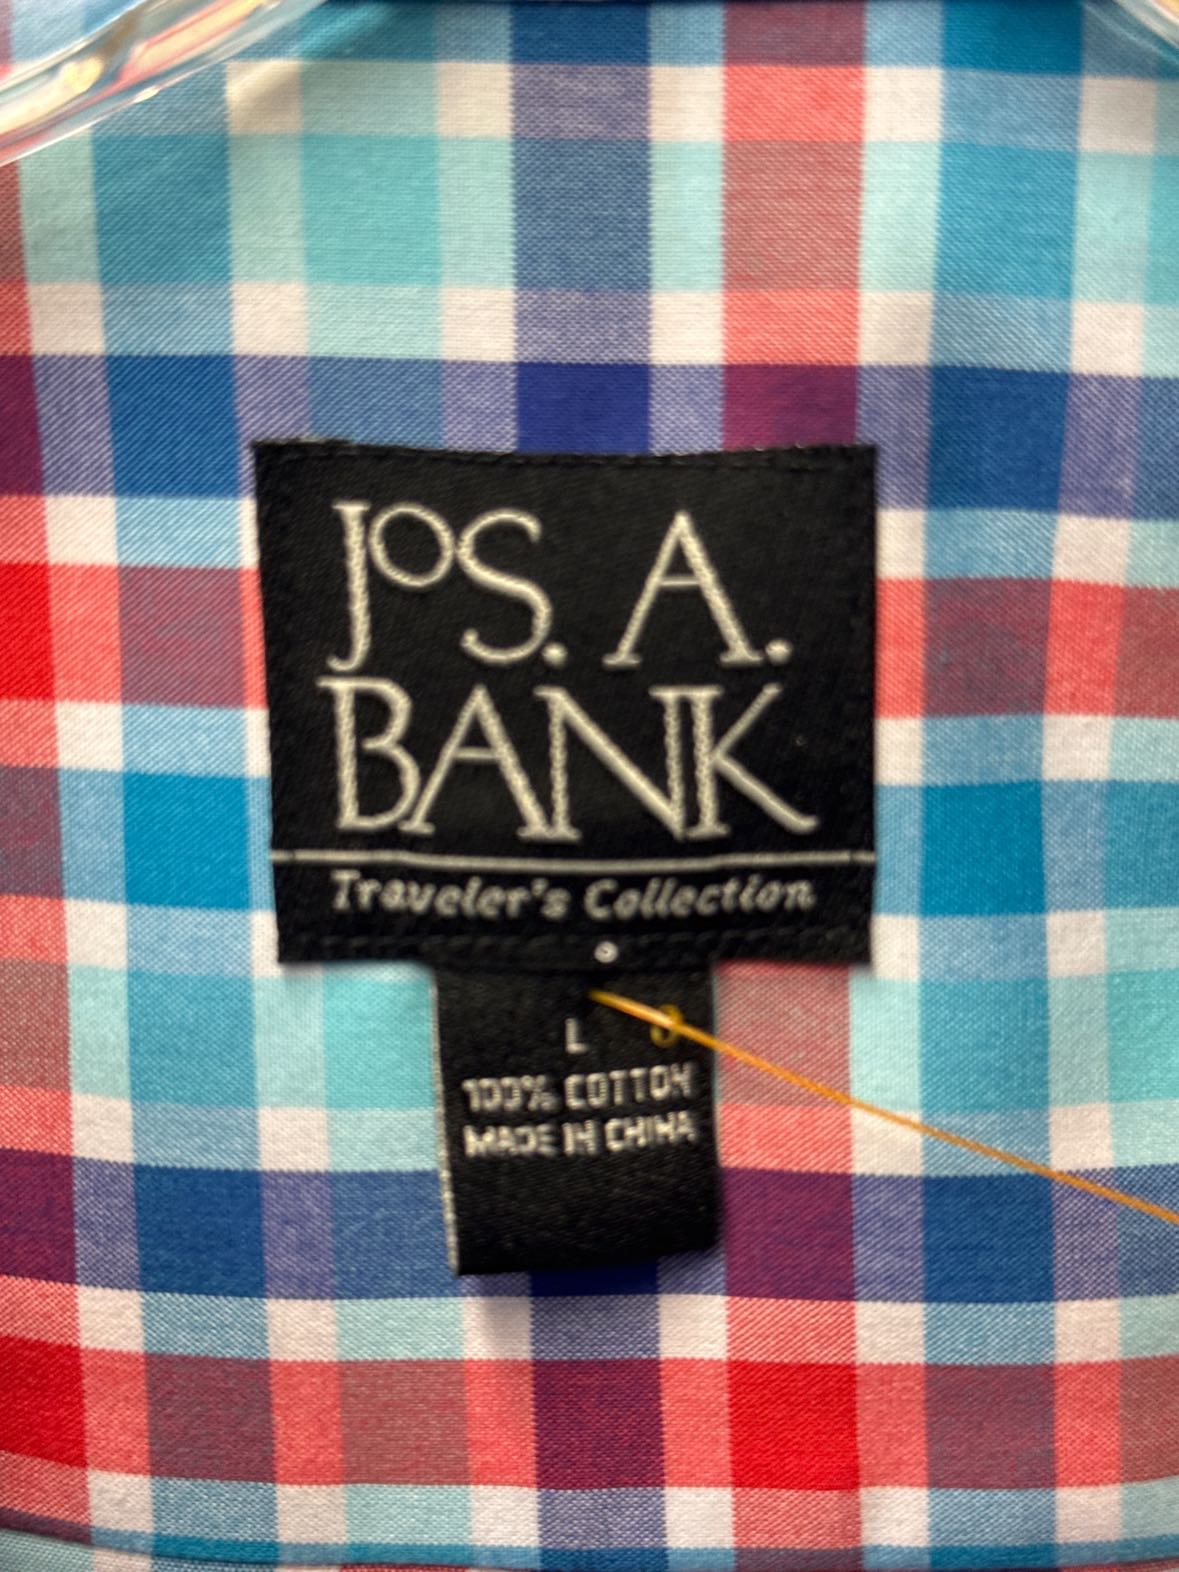 JOS. A.
BANK
Traveler's Collection
L
100% COTTON
MADE IN CHINA